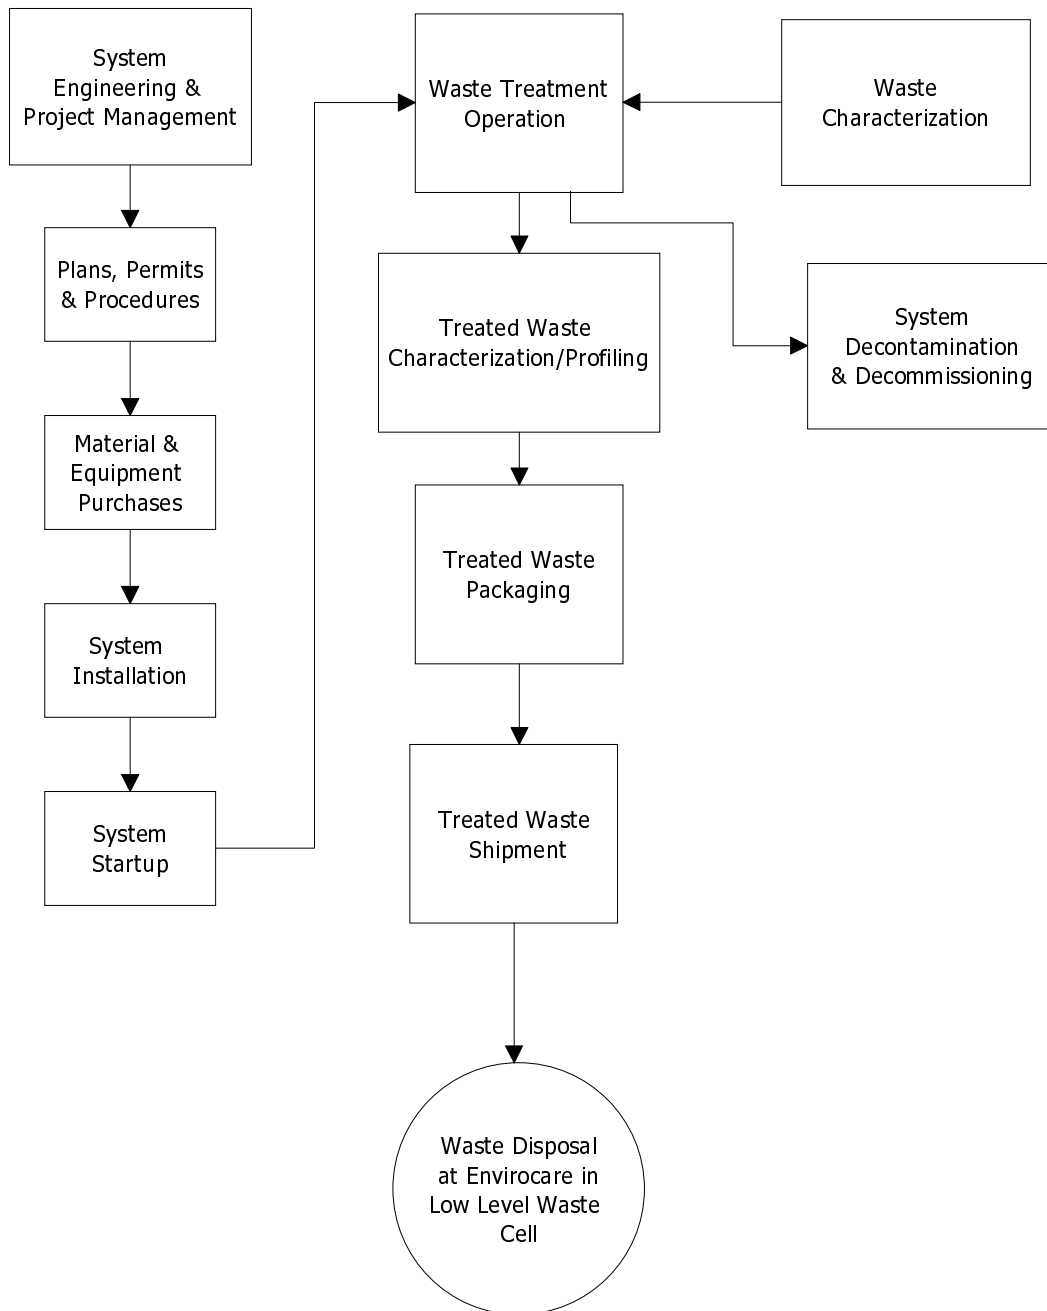 System
Engineering &
Project Management
Plans, Permits
& Procedures
Material &
Equipment
Purchases
System
Installation
System
Startup
Waste Treatment
Operation
Waste
Characterization
Treated Waste
Characterization/Profiling
System
Decontamination
& Decommissioning
Treated Waste
Packaging
Treated Waste
Shipment
Waste Disposal
at Envirocare in
Low Level Waste
Cell